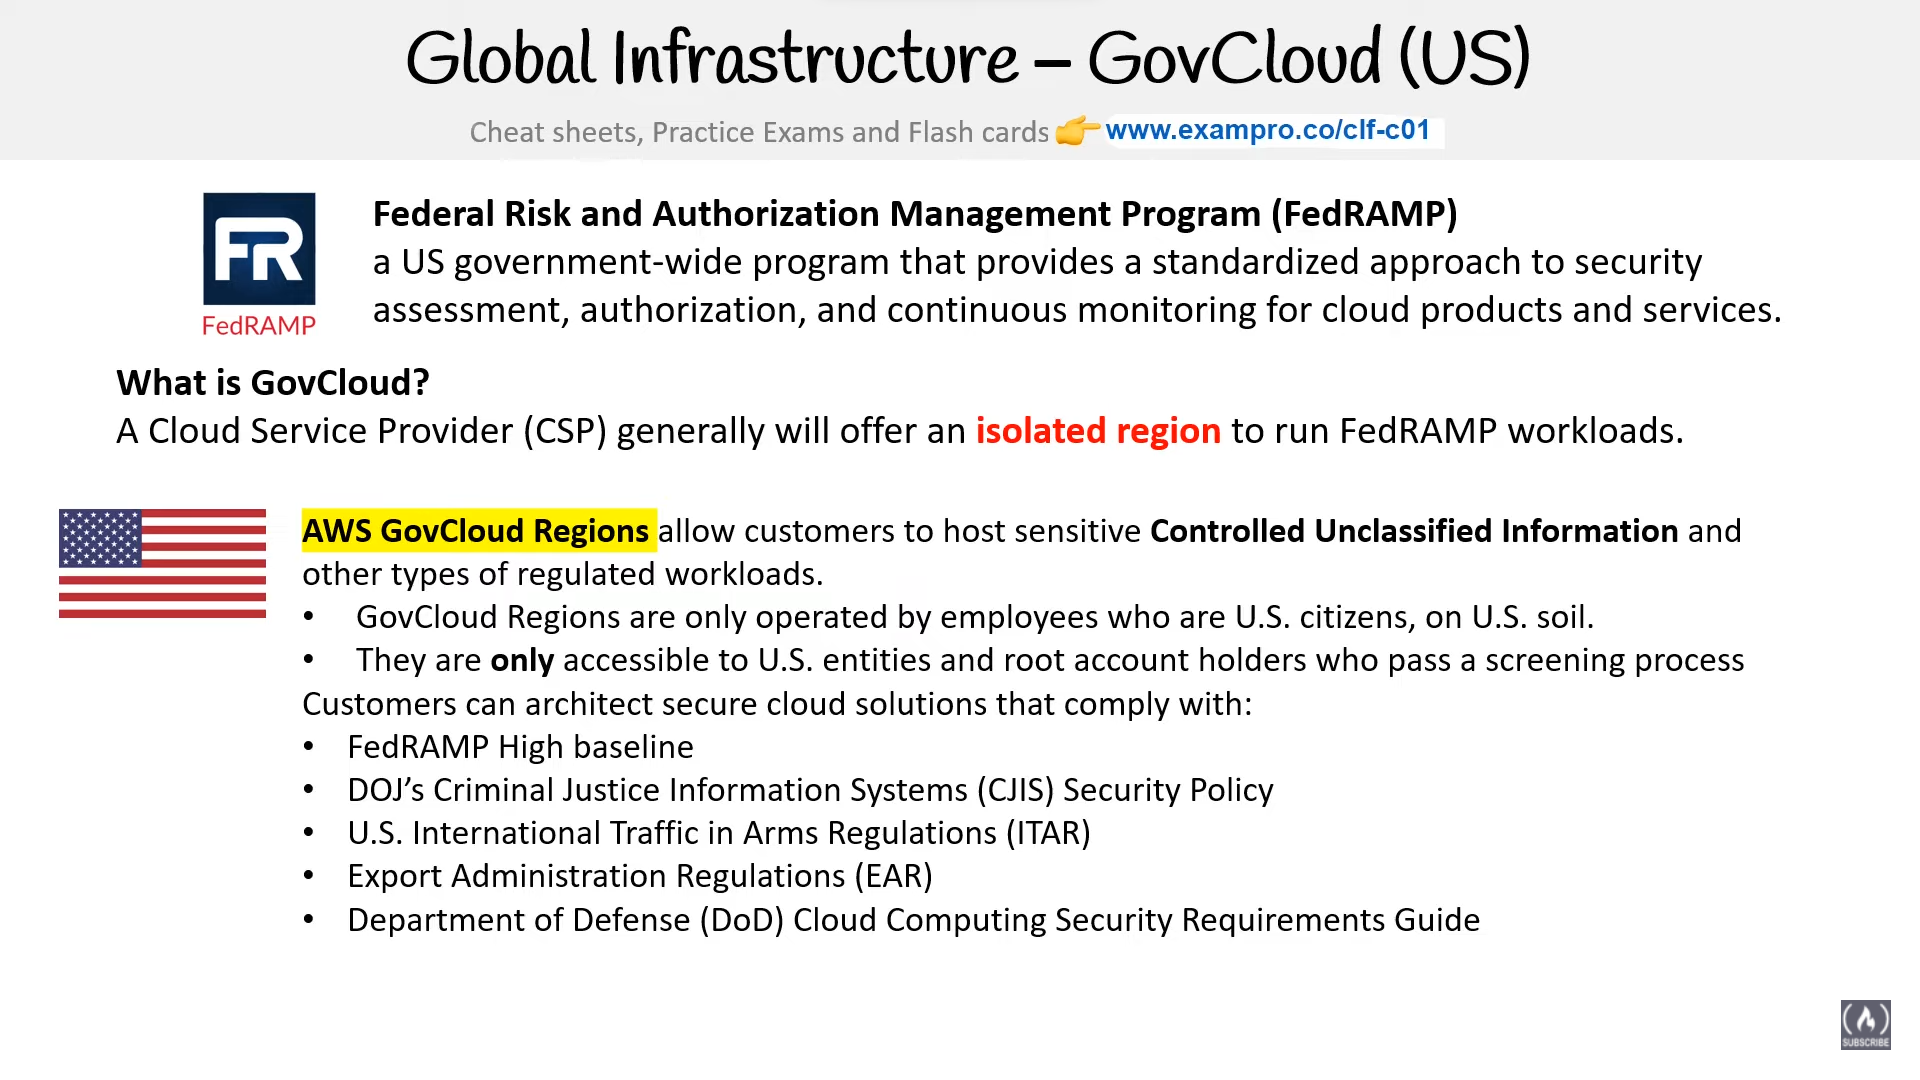 Global Infrastructure – GovCloud (US)
Cheat sheets, Practice Exams and Flash cards 👉 www.exampro.co/clf-c01
FR
FedRAMP
Federal Risk and Authorization Management Program (FedRAMP)
a US government-wide program that provides a standardized approach to security
assessment, authorization, and continuous monitoring for cloud products and services.
What is GovCloud?
A Cloud Service Provider (CSP) generally will offer an isolated region to run FedRAMP workloads.
AWS GovCloud Regions allow customers to host sensitive Controlled Unclassified Information and
other types of regulated workloads.
• GovCloud Regions are only operated by employees who are U.S. citizens, on U.S. soil.
• They are only accessible to U.S. entities and root account holders who pass a screening process
Customers can architect secure cloud solutions that comply with:
• FedRAMP High baseline
• DOJ’s Criminal Justice Information Systems (CJIS) Security Policy
• U.S. International Traffic in Arms Regulations (ITAR)
• Export Administration Regulations (EAR)
• Department of Defense (DoD) Cloud Computing Security Requirements Guide
SUBSCRIBE